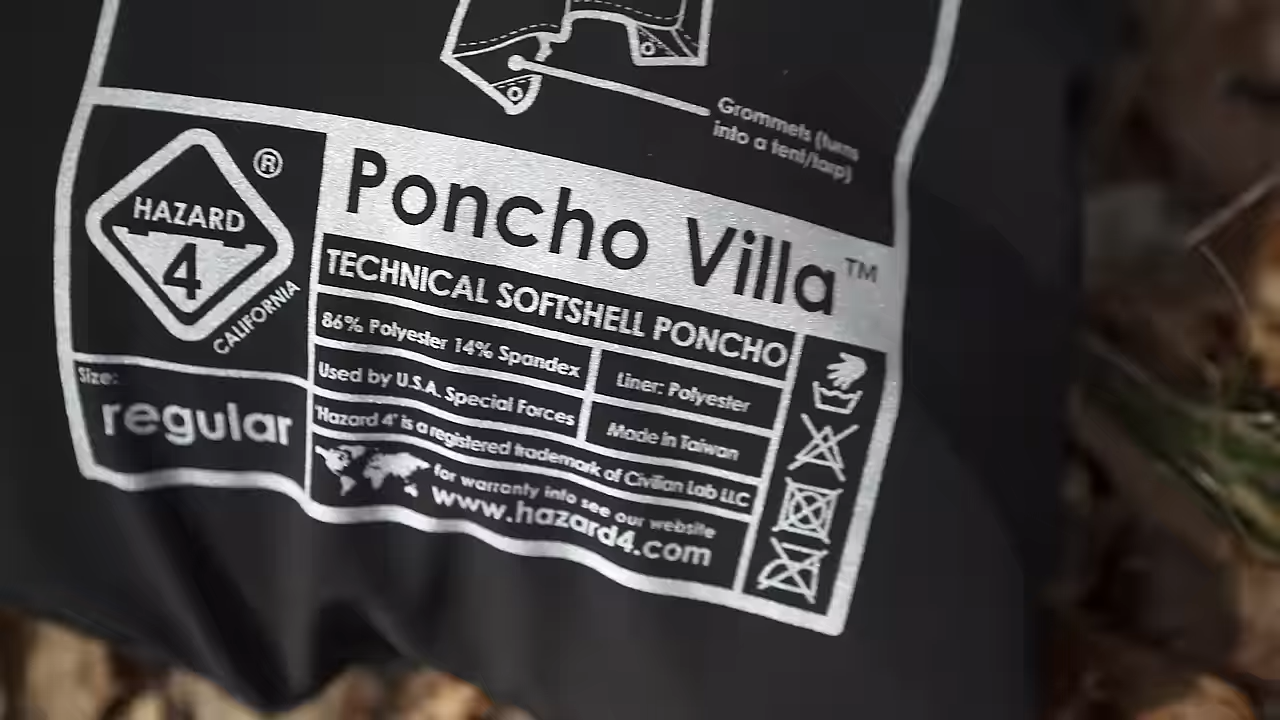 Grommets (turns
into a tent/tarp)
HAZARD
4
®
CALIFORNIA
Poncho Villa™
TECHNICAL SOFTSHELL PONCHO
86% Polyester 14% Spandex
Liner: Polyester
Used by U.S.A. Special Forces
Made in Taiwan
'Hazard 4' is a registered trademark of Civilian Lab LLC
for warranty info see our website
www.hazard4.com
Size:
regular